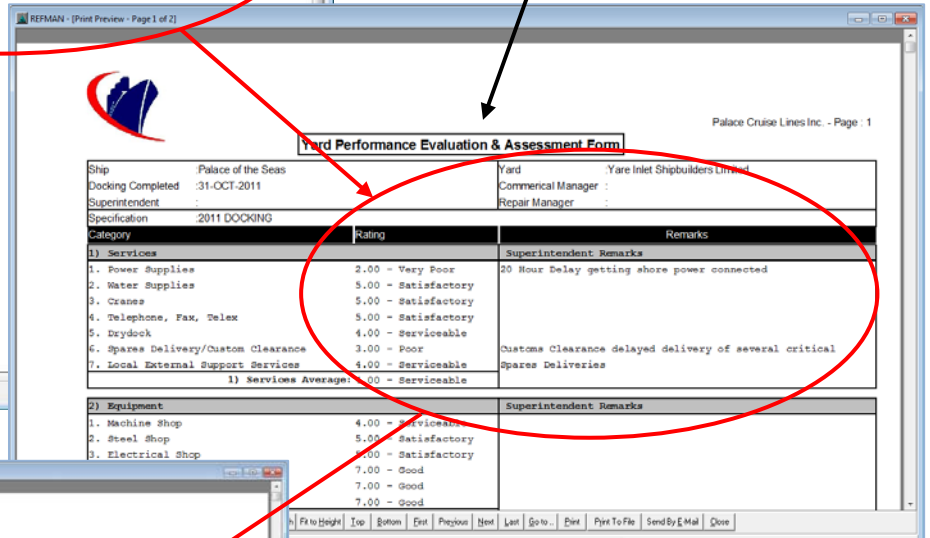 REFMAN - [Print Preview - Page 1 of 2]
Palace Cruise Lines Inc. - Page : 1
Yard Performance Evaluation & Assessment Form
Ship :Palace of the Seas Yard :Yare Inlet Shipbuilders Limited
Docking Completed :31-OCT-2011 Commerical Manager :
Superintendent : Repair Manager :
Specification :2011 DOCKING
Category Rating Remarks
1) Services Superintendent Remarks
1. Power Supplies 2.00 - Very Poor 20 Hour Delay getting shore power connected
2. Water Supplies 5.00 - Satisfactory
3. Cranes 5.00 - Satisfactory
4. Telephone, Fax, Telex 5.00 - Satisfactory
5. Drydock 4.00 - Serviceable
6. Spares Delivery/Custom Clearance 3.00 - Poor Customs Clearance delayed delivery of several critical
7. Local External Support Services 4.00 - Serviceable Spares Deliveries
1) Services Average: .00 - Serviceable
2) Equipment Superintendent Remarks
1. Machine Shop 4.00 - Serviceable
2. Steel Shop 5.00 - Satisfactory
3. Electrical Shop .00 - Satisfactory
7.00 - Good
7.00 - Good
7.00 - Good
Fit to Height Top Bottom First Previous Next Last Go to .. Print Print To File Send By E-Mail Close